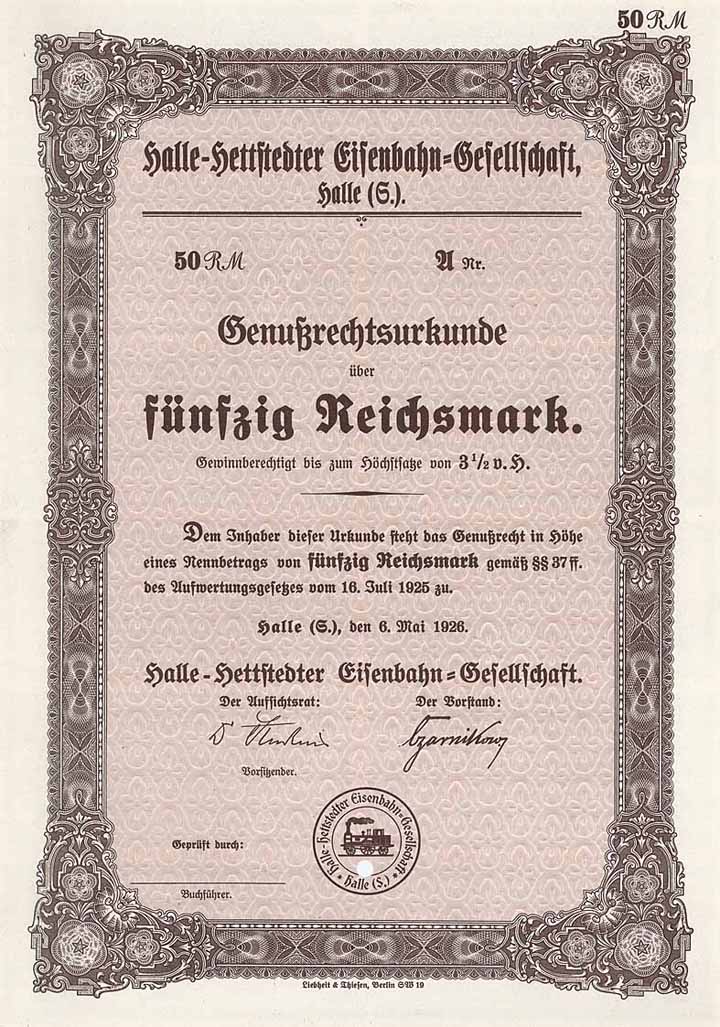 50 RM
Halle-Hettstedter Eisenbahn=Gesellschaft,
Halle (S.).
50 RM A Nr.
Genußrechtsurkunde
über
fünfzig Reichsmark.
Gewinnberechtigt bis zum Höchstsatze von 3 1/2 v. H.
Dem Inhaber dieser Urkunde steht das Genußrecht in Höhe
eines Nennbetrags von fünfzig Reichsmark gemäß §§ 37 ff.
des Aufwertungsgesetzes vom 16. Juli 1925 zu.
Halle (S.), den 6. Mai 1926.
Halle-Hettstedter Eisenbahn=Gesellschaft.
Der Aufsichtsrat: Der Vorstand:
Czarnikow
Vorsitzender.
Halle-Hettstedter Eisenbahn-Gesellschaft
* Halle (S.) *
Geprüft durch:
Buchführer.
Liebheit & Thiesen, Berlin SW 19